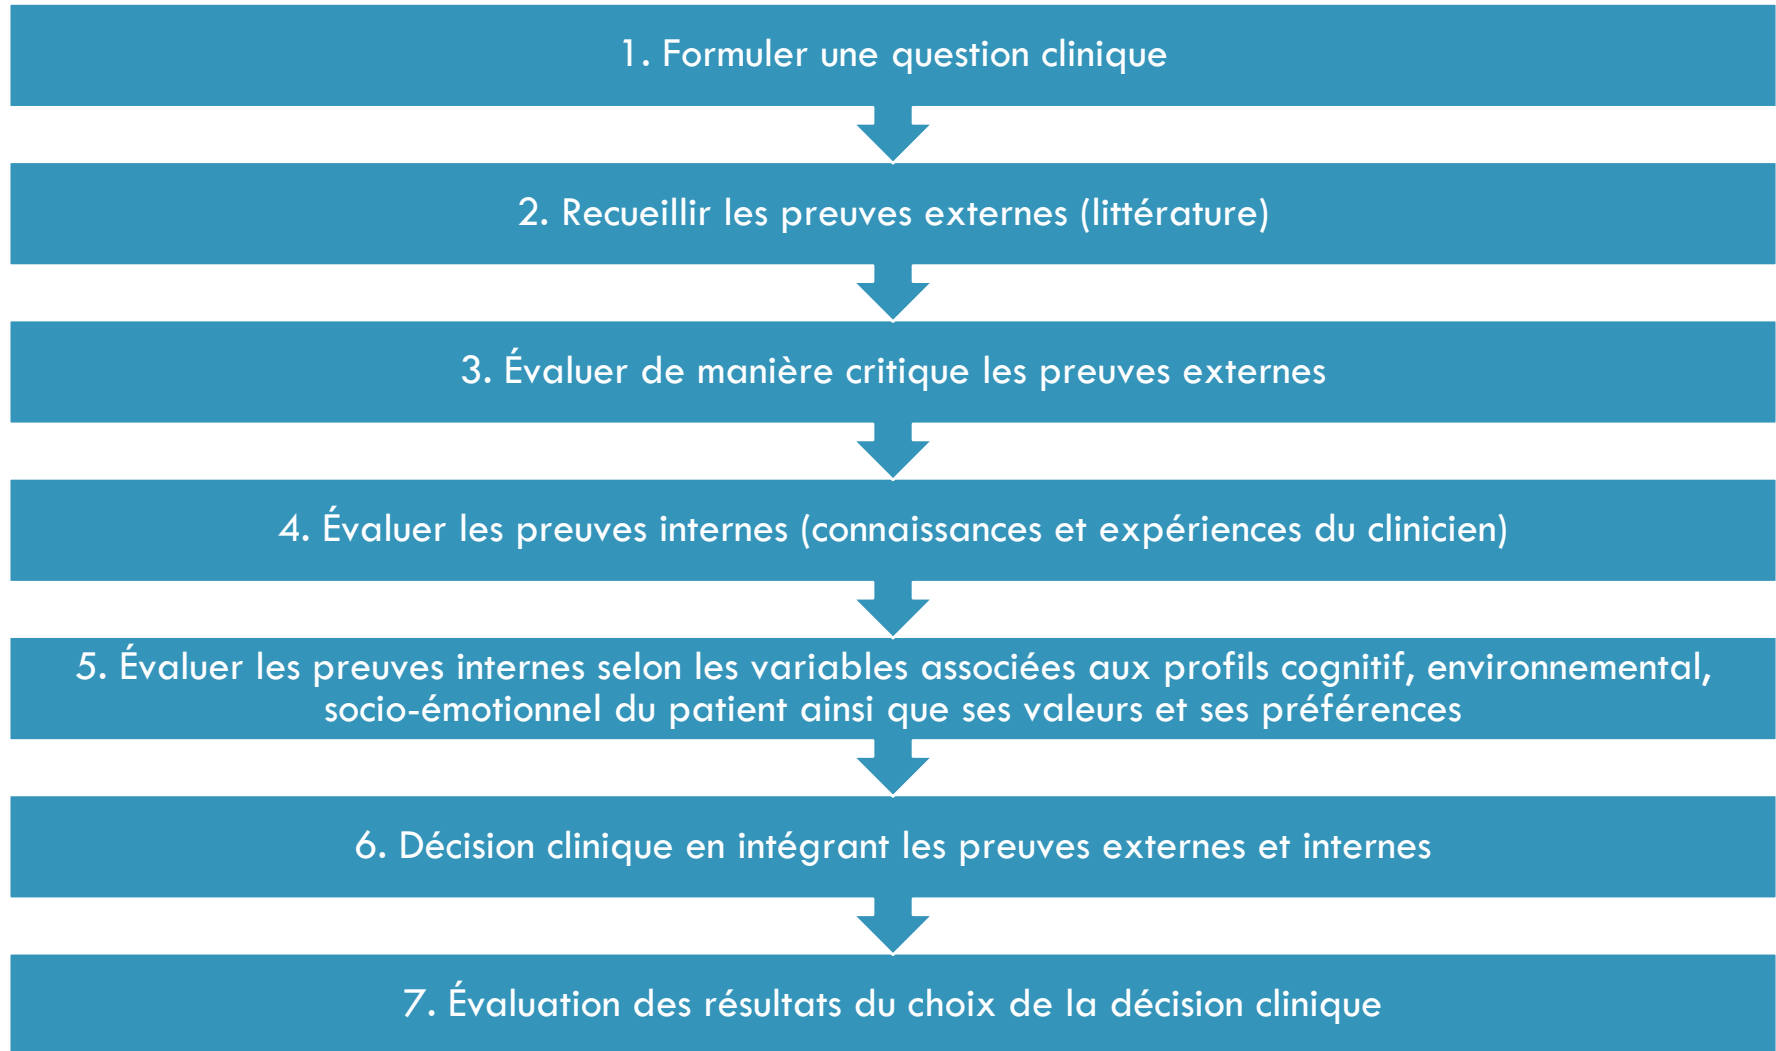 1. Formuler une question clinique
2. Recueillir les preuves externes (littérature)
3. Évaluer de manière critique les preuves externes
4. Évaluer les preuves internes (connaissances et expériences du clinicien)
5. Évaluer les preuves internes selon les variables associées aux profils cognitif, environnemental,
socio-émotionnel du patient ainsi que ses valeurs et ses préférences
6. Décision clinique en intégrant les preuves externes et internes
7. Évaluation des résultats du choix de la décision clinique